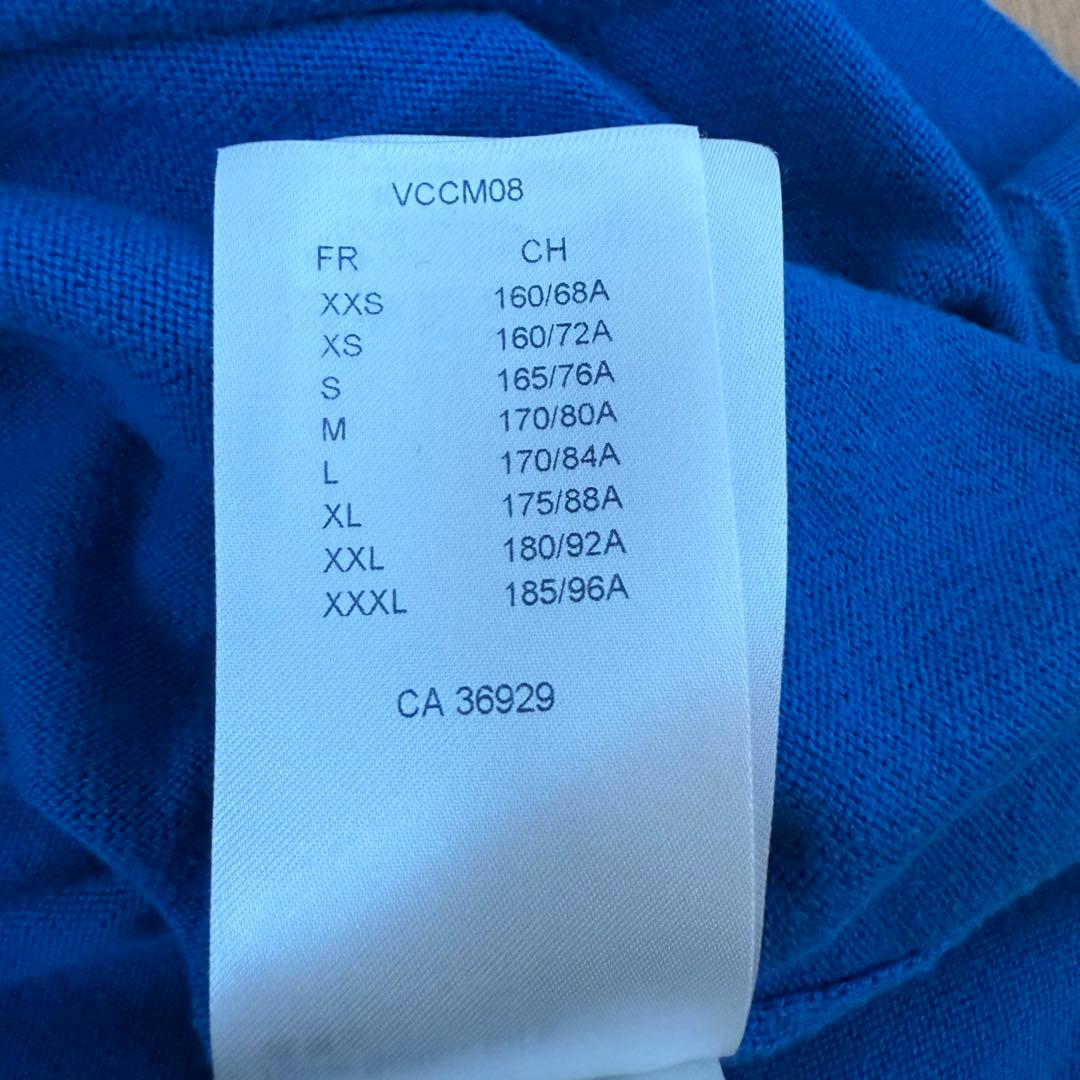 VCCM08
FR CH
XXS 160/68A
XS 160/72A
S 165/76A
M 170/80A
L 170/84A
XL 175/88A
XXL 180/92A
XXXL 185/96A
CA 36929